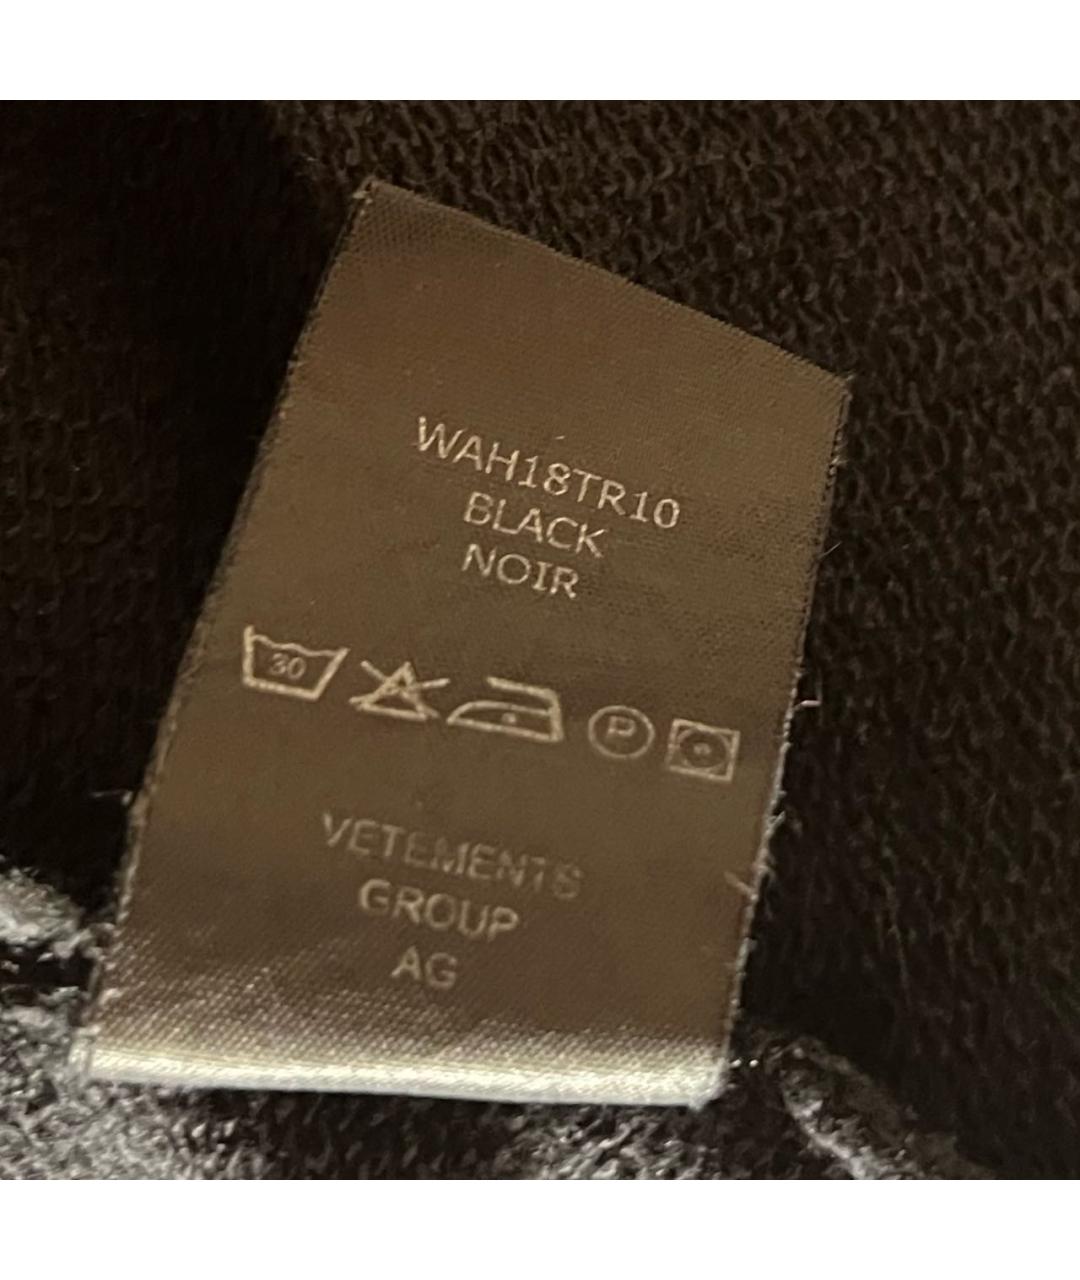 WAH18TR10
BLACK
NOIR
30
P
VETEMENTS
GROUP
AG